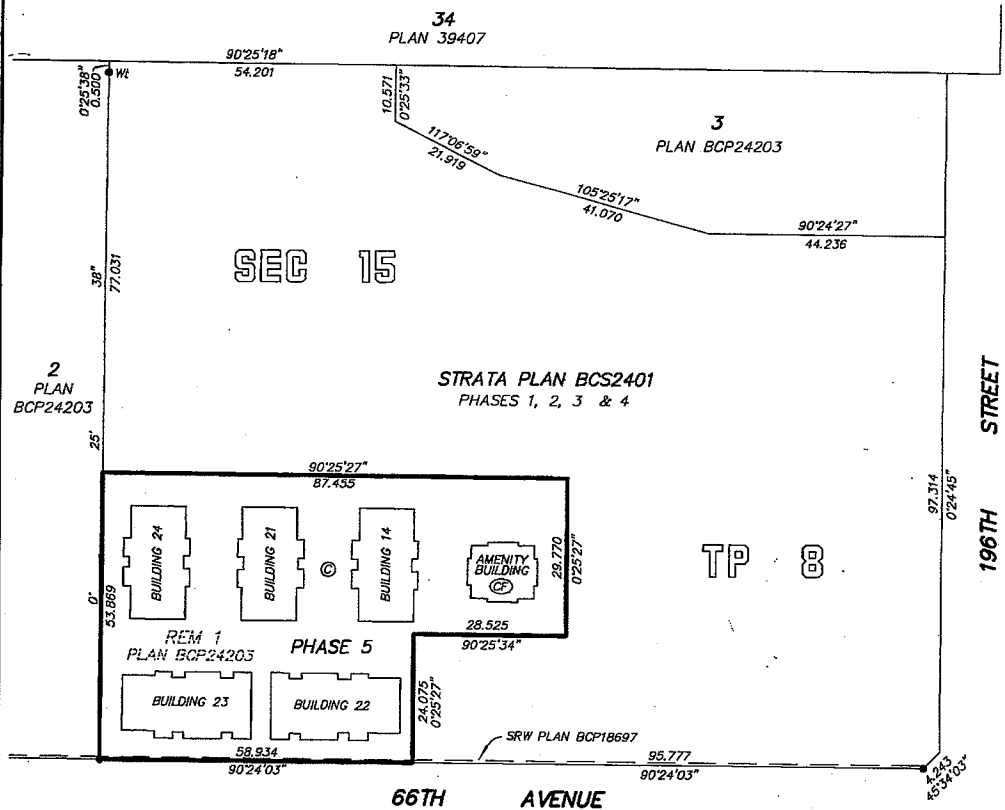 34
PLAN 39407
90°25'18"
54.201
0°25'38"
0.500
Wt
10.571
0°25'33"
117°06'59"
21.919
3
PLAN BCP24203
105°25'17"
41.070
90°24'27"
44.236
SEC 15
38"
77.031
2
PLAN
BCP24203
STRATA PLAN BCS2401
PHASES 1, 2, 3 & 4
196TH STREET
25'
90°25'27"
87.455
97.314
0°24'45"
BUILDING 24
BUILDING 21
C
BUILDING 14
AMENITY
BUILDING
CF
29.770
0°25'27"
TP 8
0°
53.869
28.525
90°25'34"
REM 1
PLAN BCP24203
PHASE 5
BUILDING 23
BUILDING 22
24.075
0°25'27"
SRW PLAN BCP18697
58.934
90°24'03"
95.777
90°24'03"
4.243
45°34'03"
66TH AVENUE